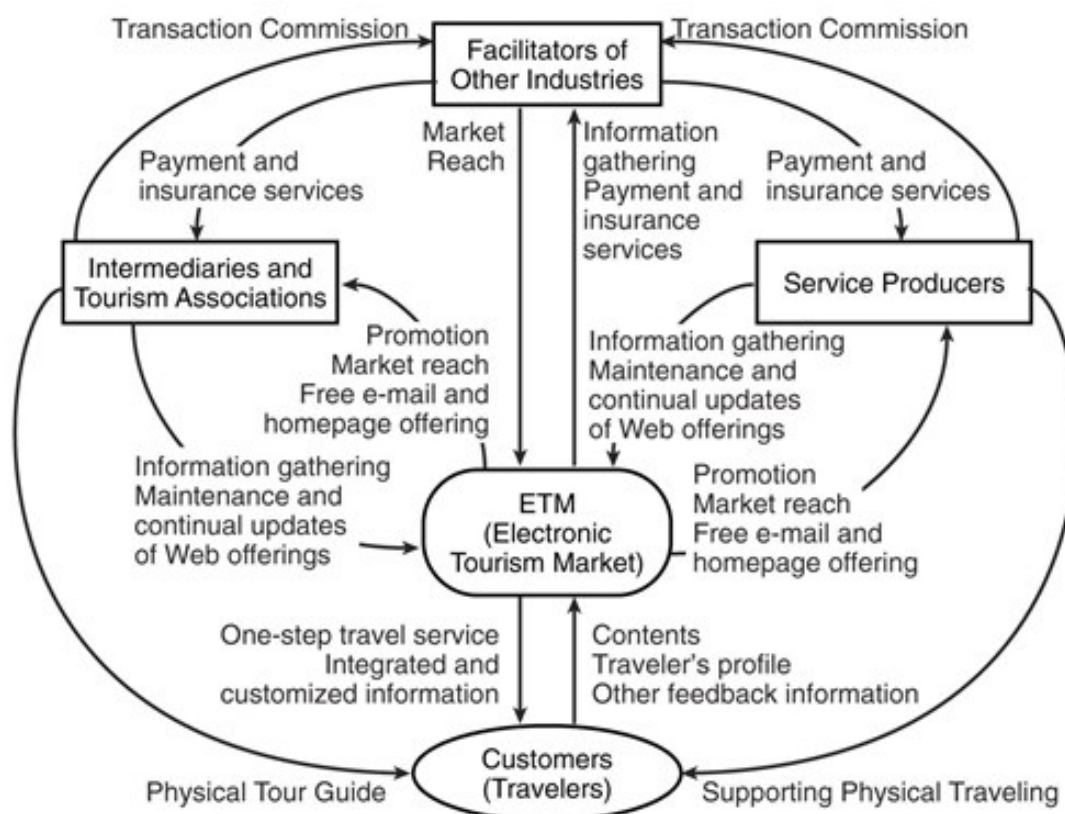 Transaction Commission
Facilitators of
Other Industries
Transaction Commission
Market
Reach
Information
gathering
Payment and
insurance
services
Payment and
insurance services
Payment and
insurance services
Intermediaries and
Tourism Associations
Service Producers
Promotion
Market reach
Free e-mail and
homepage offering
Information gathering
Maintenance and
continual updates
of Web offerings
Information gathering
Maintenance and
continual updates
of Web offerings
ETM
(Electronic
Tourism Market)
Promotion
Market reach
Free e-mail and
homepage offering
One-step travel service
Integrated and
customized information
Contents
Traveler's profile
Other feedback information
Customers
(Travelers)
Physical Tour Guide
Supporting Physical Traveling